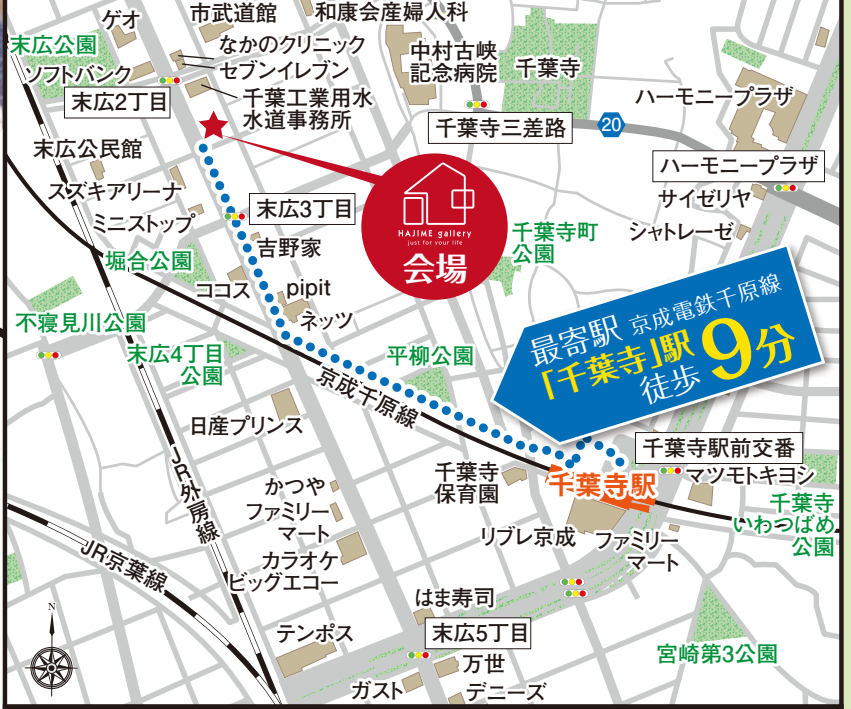 ゲオ
市武道館
和康会産婦人科
末広公園
なかのクリニック
ソフトバンク
セブンイレブン
中村古峡
記念病院
千葉寺
末広2丁目
千葉工業用水
水道事務所
ハーモニープラザ
千葉寺三差路
20
末広公民館
ハーモニープラザ
スズキアリーナ
サイゼリヤ
末広3丁目
ミニストップ
HAJIME gallery
just for your life
会場
千葉寺町
公園
シャトレーゼ
吉野家
堀合公園
ココス
pipit
ネッツ
不寝見川公園
末広4丁目
公園
平柳公園
京成千原線
最寄駅 京成電鉄千原線
「千葉寺」駅
徒歩9分
日産プリンス
千葉寺駅前交番
JR外房線
千葉寺
保育園
千葉寺駅
マツモトキヨシ
かつや
ファミリー
マート
千葉寺
いわつばめ
公園
リブレ京成
ファミリー
マート
JR京葉線
カラオケ
ビッグエコー
はま寿司
N
テンポス
末広5丁目
宮崎第3公園
万世
ガスト
デニーズ